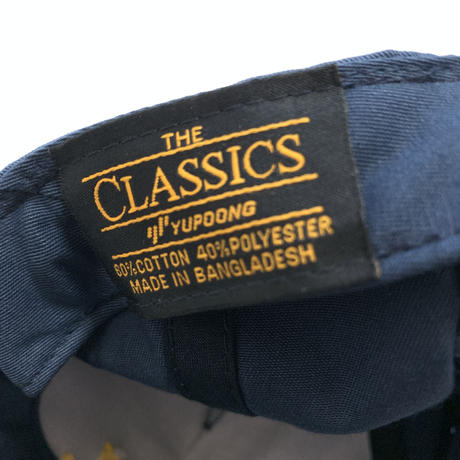 THE
CLASSICS
YUPOONG
60%COTTON 40%POLYESTER
MADE IN BANGLADESH